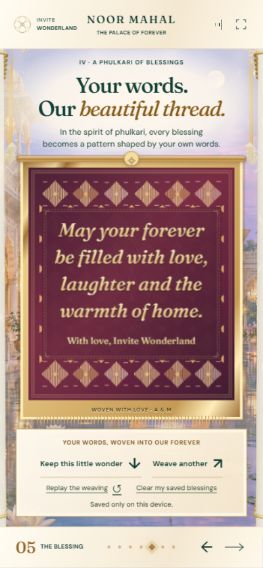 INVITE
WONDERLAND
NOOR MAHAL
THE PALACE OF FOREVER
IV · A PHULKARI OF BLESSINGS
Your words.
Our beautiful thread.
In the spirit of phulkari, every blessing
becomes a pattern shaped by your own words.
May your forever
be filled with love,
laughter and the
warmth of home.
With love, Invite Wonderland
WOVEN WITH LOVE · A & M
YOUR WORDS, WOVEN INTO OUR FOREVER
Keep this little wonder ↓ Weave another ↗
Replay the weaving ↺ Clear my saved blessings
Saved only on this device.
05 THE BLESSING ← →